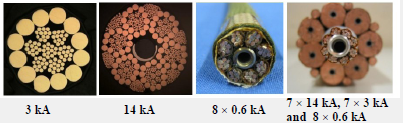 3 kA
14 kA
8 × 0.6 kA
7 × 14 kA, 7 × 3 kA
and 8 × 0.6 kA